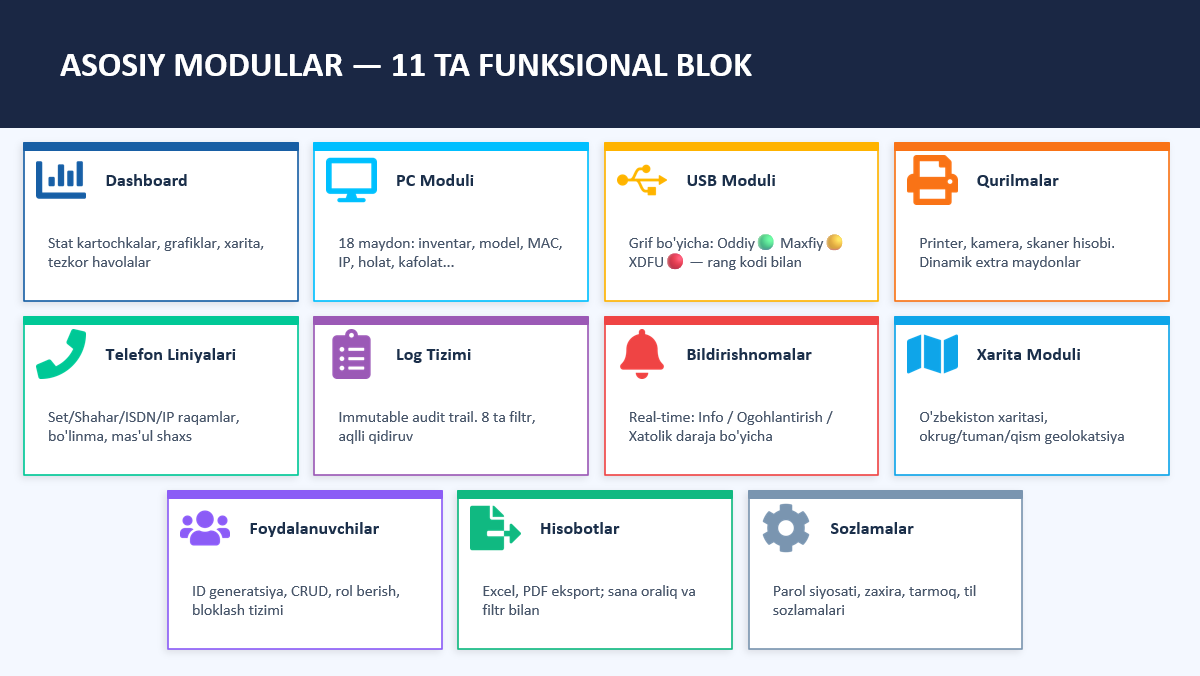 ASOSIY MODULLAR — 11 TA FUNKSIONAL BLOK
Dashboard
Stat kartochkalar, grafiklar, xarita,
tezkor havolalar
PC Moduli
18 maydon: inventar, model, MAC,
IP, holat, kafolat...
USB Moduli
Grif bo'yicha: Oddiy 🟢 Maxfiy 🟡
XDFU 🔴 — rang kodi bilan
Qurilmalar
Printer, kamera, skaner hisobi.
Dinamik extra maydonlar
Telefon Liniyalari
Set/Shahar/ISDN/IP raqamlar,
bo'linma, mas'ul shaxs
Log Tizimi
Immutable audit trail. 8 ta filtr,
aqlli qidiruv
Bildirishnomalar
Real-time: Info / Ogohlantirish /
Xatolik daraja bo'yicha
Xarita Moduli
O'zbekiston xaritasi,
okrug/tuman/qism geolokatsiya
Foydalanuvchilar
ID generatsiya, CRUD, rol berish,
bloklash tizimi
Hisobotlar
Excel, PDF eksport; sana oraliq va
filtr bilan
Sozlamalar
Parol siyosati, zaxira, tarmoq, til
sozlamalari